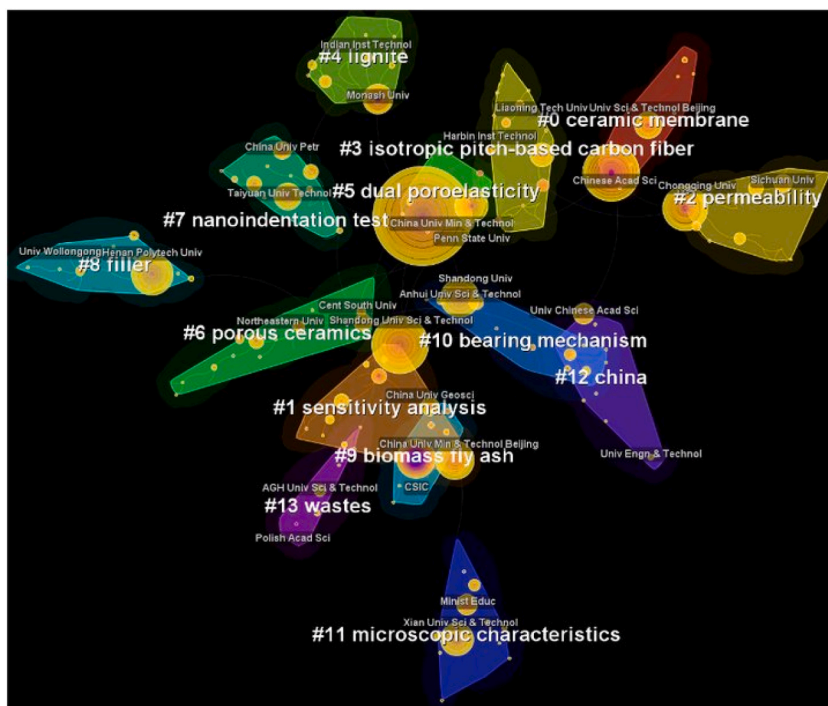 Indian Inst Technol
#4 lignite
Monash Univ
Liaoning Tech Univ
Univ Sci & Technol Beijing
#0 ceramic membrane
Harbin Inst Technol
China Univ Petr
#3 isotropic pitch-based carbon fiber
Chinese Acad Sci
Sichuan Univ
Chongqing Univ
Taiyuan Univ Technol
#5 dual poroelasticity
#2 permeability
#7 nanoindentation test
China Univ Min & Technol
Penn State Univ
Univ Wollongong
Henan Polytech Univ
#8 filler
Shandong Univ
Anhui Univ Sci & Technol
Cent South Univ
Univ Chinese Acad Sci
Northeastern Univ
Shandong Univ Sci & Technol
#6 porous ceramics
#10 bearing mechanism
#12 china
China Univ Geosci
#1 sensitivity analysis
China Univ Min & Technol Beijing
#9 biomass fly ash
Univ Engn & Technol
AGH Univ Sci & Technol
CSIC
#13 wastes
Polish Acad Sci
Minist Educ
Xian Univ Sci & Technol
#11 microscopic characteristics